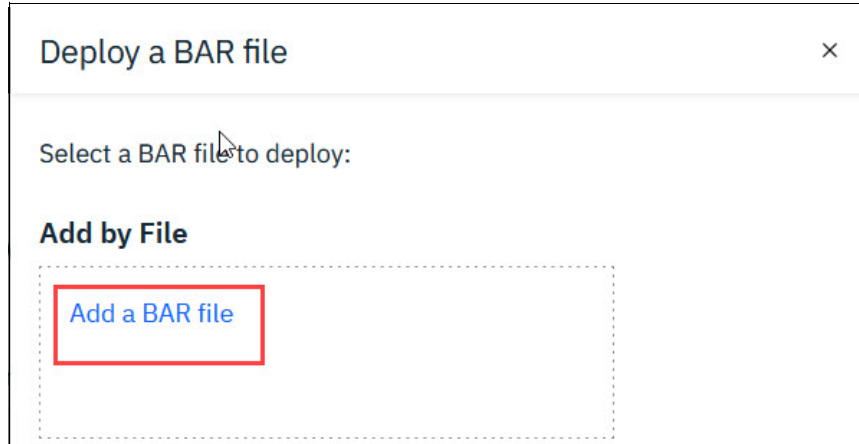 Deploy a BAR file
Select a BAR file to deploy:
Add by File
Add a BAR file